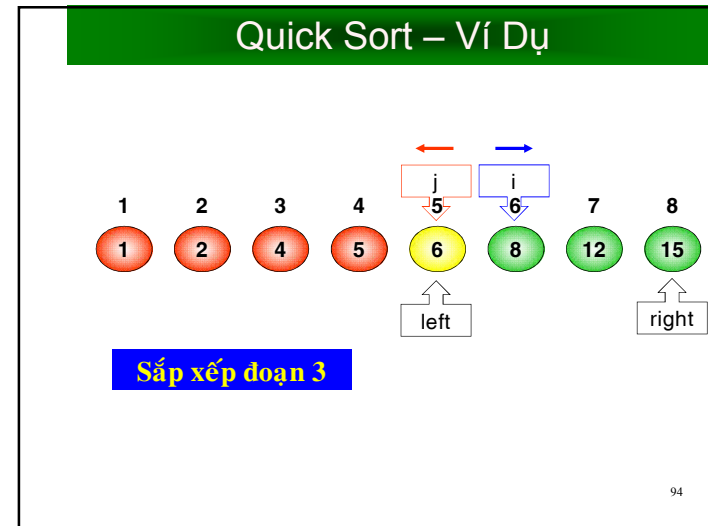 Quick Sort – Ví Dụ
j i
1 2 3 4 5 6 7 8
1 2 4 5 6 8 12 15
left right
Sắp xếp đoạn 3
94